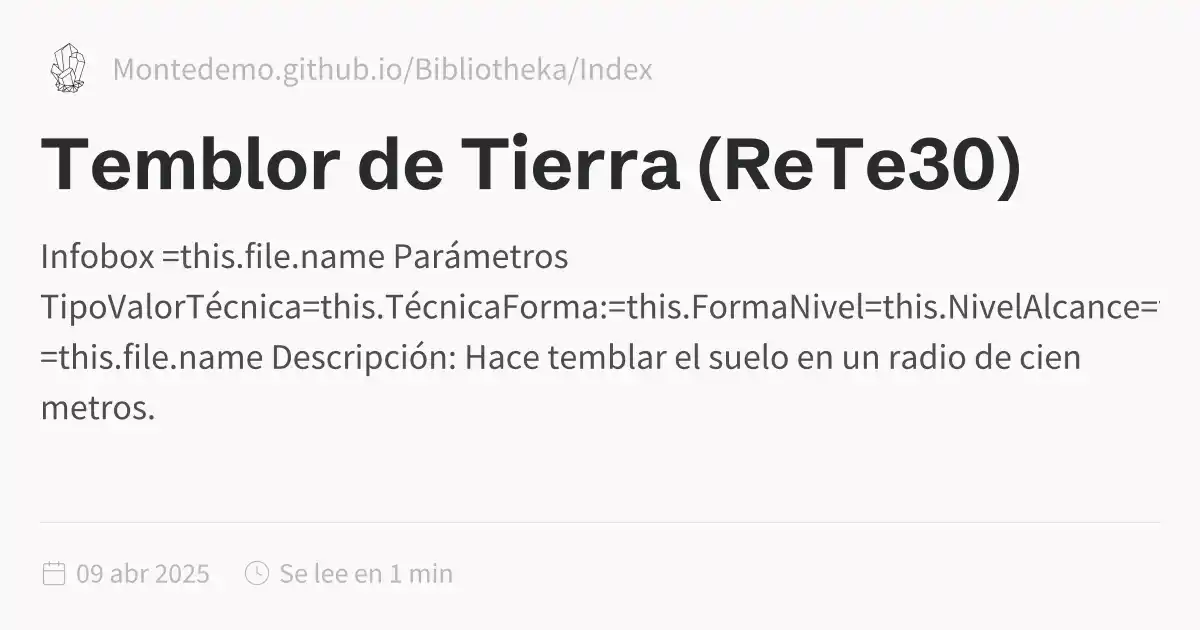 Montedemo.github.io/Bibliotheka/Index
Temblor de Tierra (ReTe30)
Infobox =this.file.name Parámetros
TipoValorTécnica=this.TécnicaForma:=this.FormaNivel=this.NivelAlcance=
=this.file.name Descripción: Hace temblar el suelo en un radio de cien
metros.
09 abr 2025 Se lee en 1 min